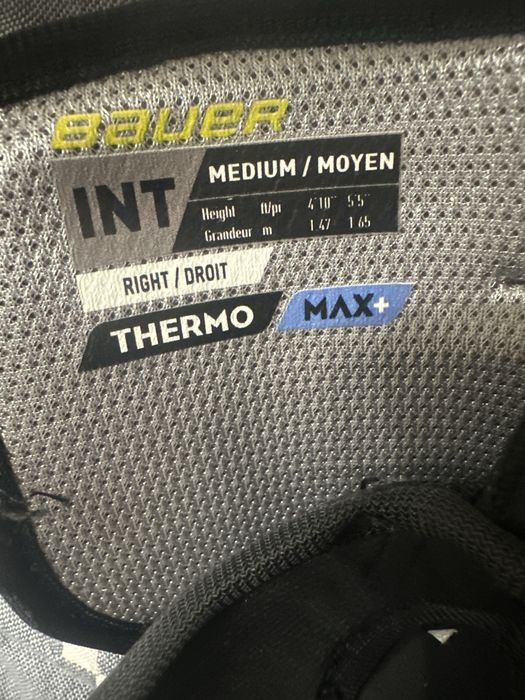 BAUER
INT
MEDIUM / MOYEN
Height ft/pi 4'10" 5'5"
Grandeur m 1.47 1.65
RIGHT / DROIT
THERMO MAX+